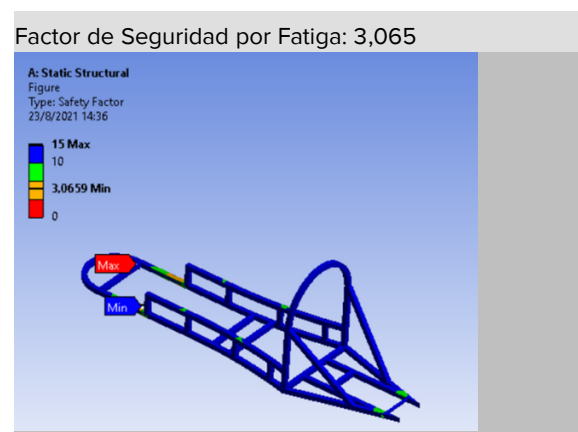 Factor de Seguridad por Fatiga: 3,065
A: Static Structural
Figure
Type: Safety Factor
23/8/2021 14:36
15 Max
10
3,0659 Min
0
Max
Min